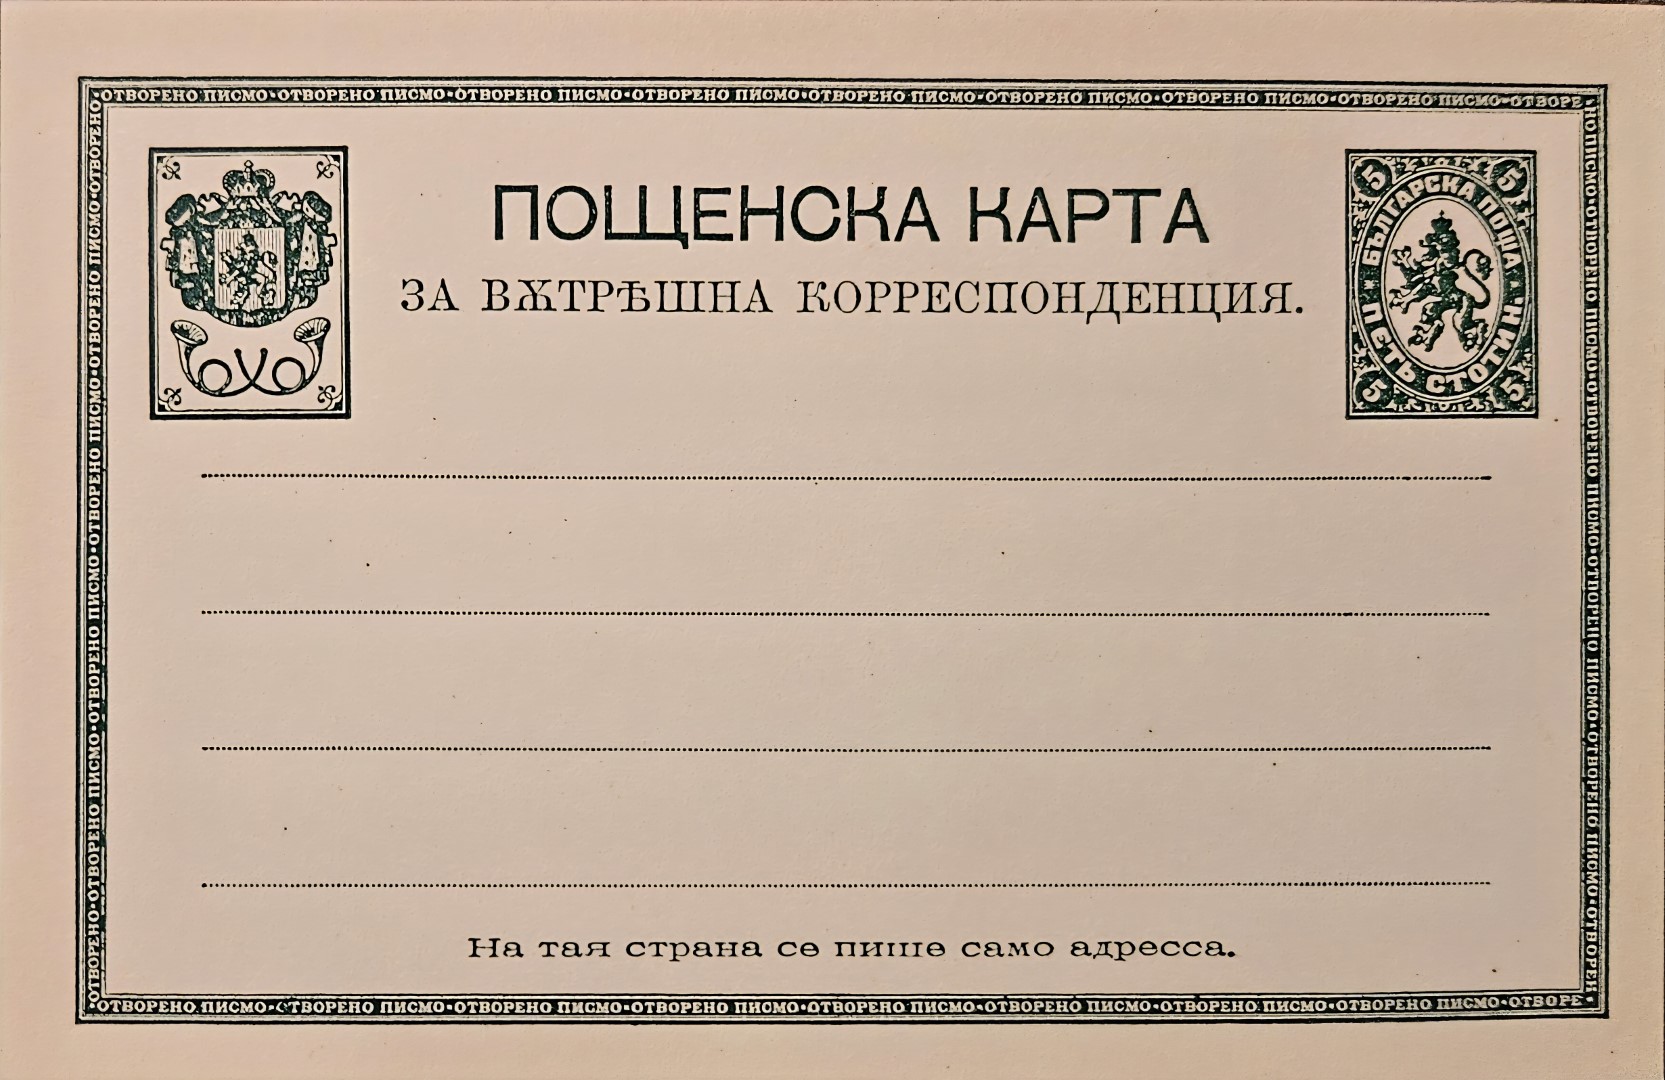 ОТВОРЕНО ПИСМО·ОТВОРЕНО ПИСМО·ОТВОРЕНО ПИСМО·ОТВОРЕНО ПИСМО·ОТВОРЕНО ПИСМО·ОТВОРЕНО ПИСМО·ОТВОРЕНО ПИСМО·ОТВОРЕНО ПИСМО·ОТВОРЕ
ПОЩЕНСКА КАРТА
ЗА ВѪТРѢШНА КОРРЕСПОНДЕНЦИЯ.
5 5
БЪЛГАРСКА ПОЩА
ПЕТЬ СТОТИНКИ
5 5
На тая страна се пише само адресса.
ОТВОРЕНО ПИСМО·ОТВОРЕНО ПИСМО·ОТВОРЕНО ПИСМО·ОТВОРЕНО ПИСМО·ОТВОРЕНО ПИСМО·ОТВОРЕНО ПИСМО·ОТВОРЕНО ПИСМО·ОТВОРЕНО ПИСМО·ОТВОРЕ